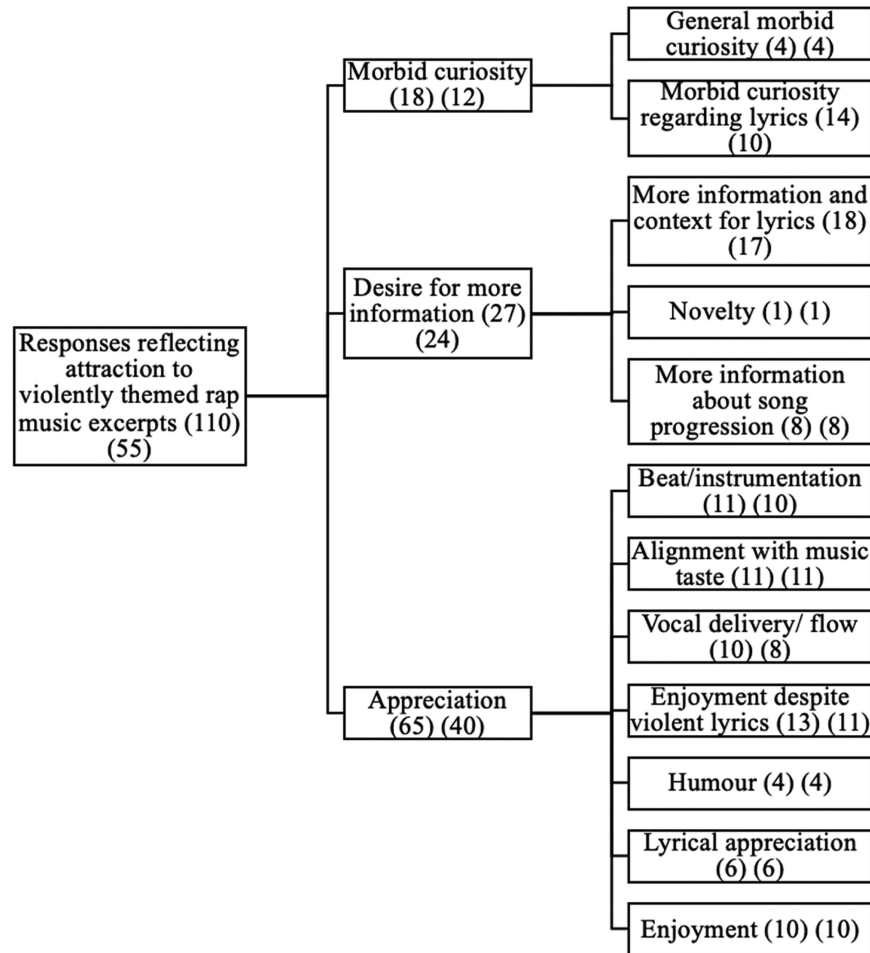 Responses reflecting
attraction to
violently themed rap
music excerpts (110)
(55)
Morbid curiosity
(18) (12)
General morbid
curiosity (4) (4)
Morbid curiosity
regarding lyrics (14)
(10)
Desire for more
information (27)
(24)
More information and
context for lyrics (18)
(17)
Novelty (1) (1)
More information
about song
progression (8) (8)
Appreciation
(65) (40)
Beat/instrumentation
(11) (10)
Alignment with music
taste (11) (11)
Vocal delivery/ flow
(10) (8)
Enjoyment despite
violent lyrics (13) (11)
Humour (4) (4)
Lyrical appreciation
(6) (6)
Enjoyment (10) (10)